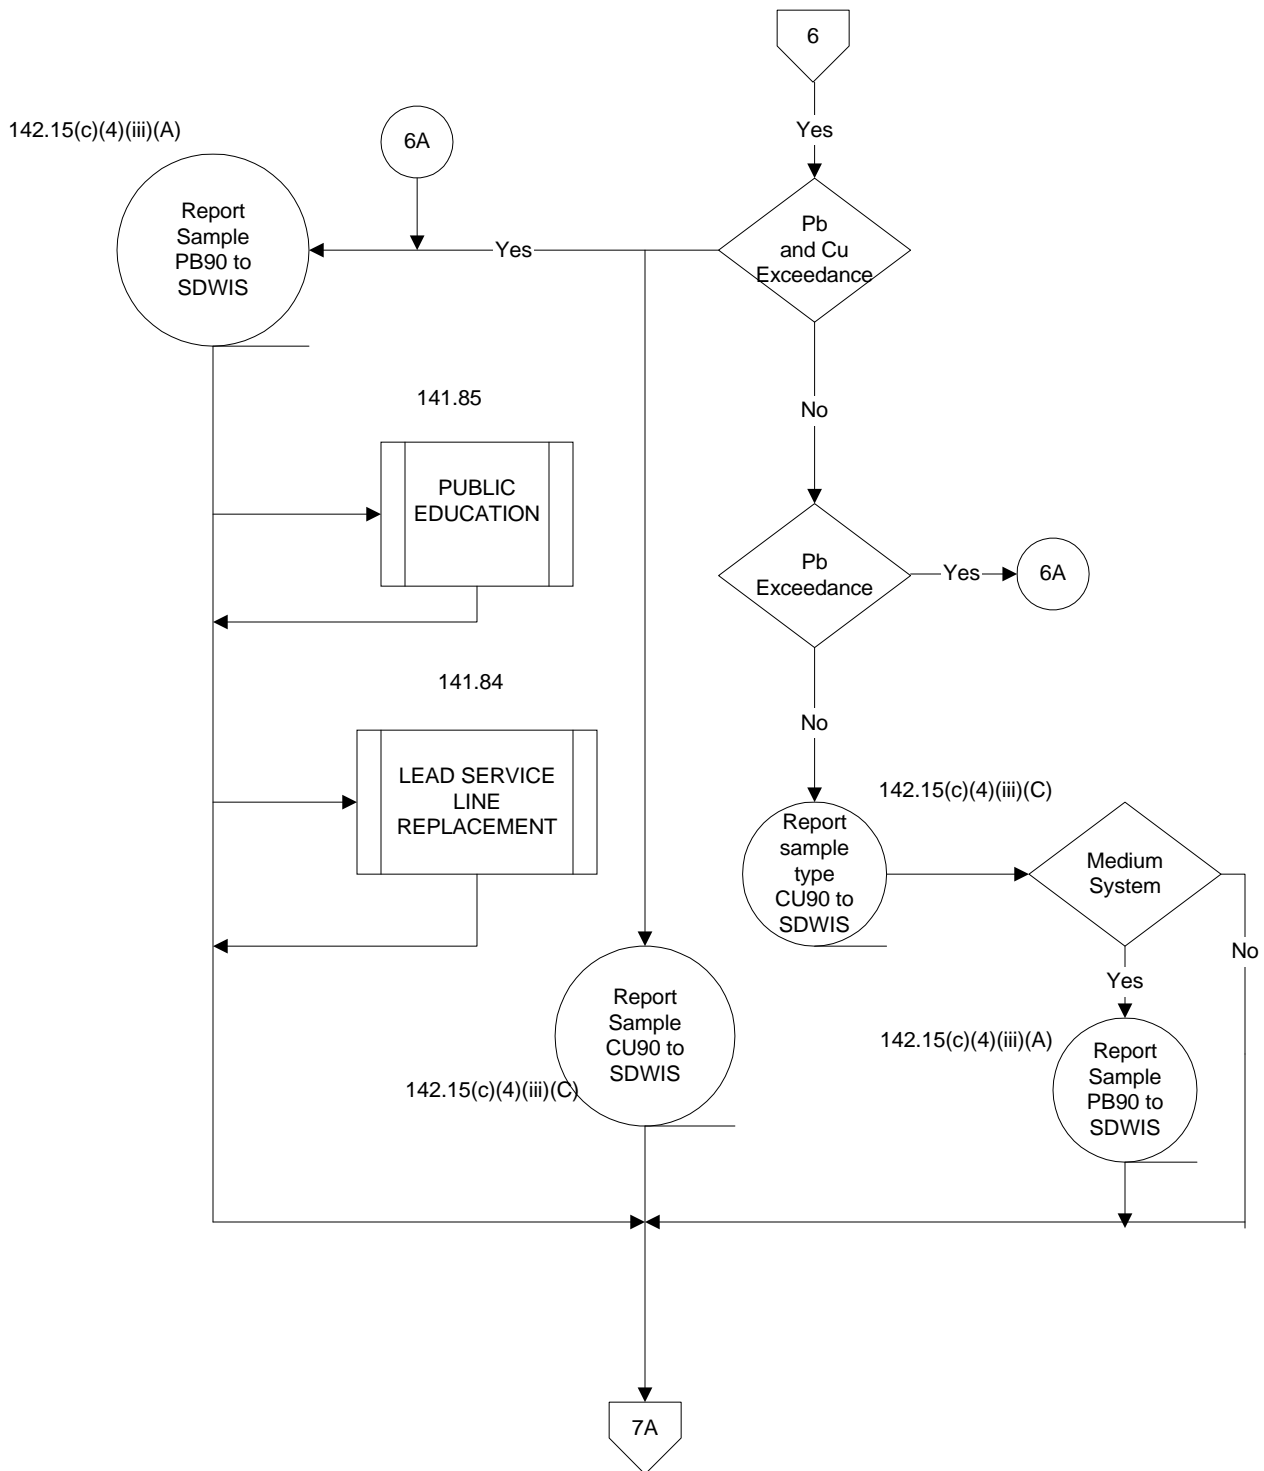 6
Yes
142.15(c)(4)(iii)(A)
6A
Report
Sample
PB90 to
SDWIS
Yes
Pb
and Cu
Exceedance
141.85
No
PUBLIC
EDUCATION
Pb
Exceedance
Yes
6A
141.84
No
LEAD SERVICE
LINE
REPLACEMENT
142.15(c)(4)(iii)(C)
Report
sample
type
CU90 to
SDWIS
Medium
System
No
Yes
Report
Sample
CU90 to
SDWIS
142.15(c)(4)(iii)(C)
142.15(c)(4)(iii)(A)
Report
Sample
PB90 to
SDWIS
7A